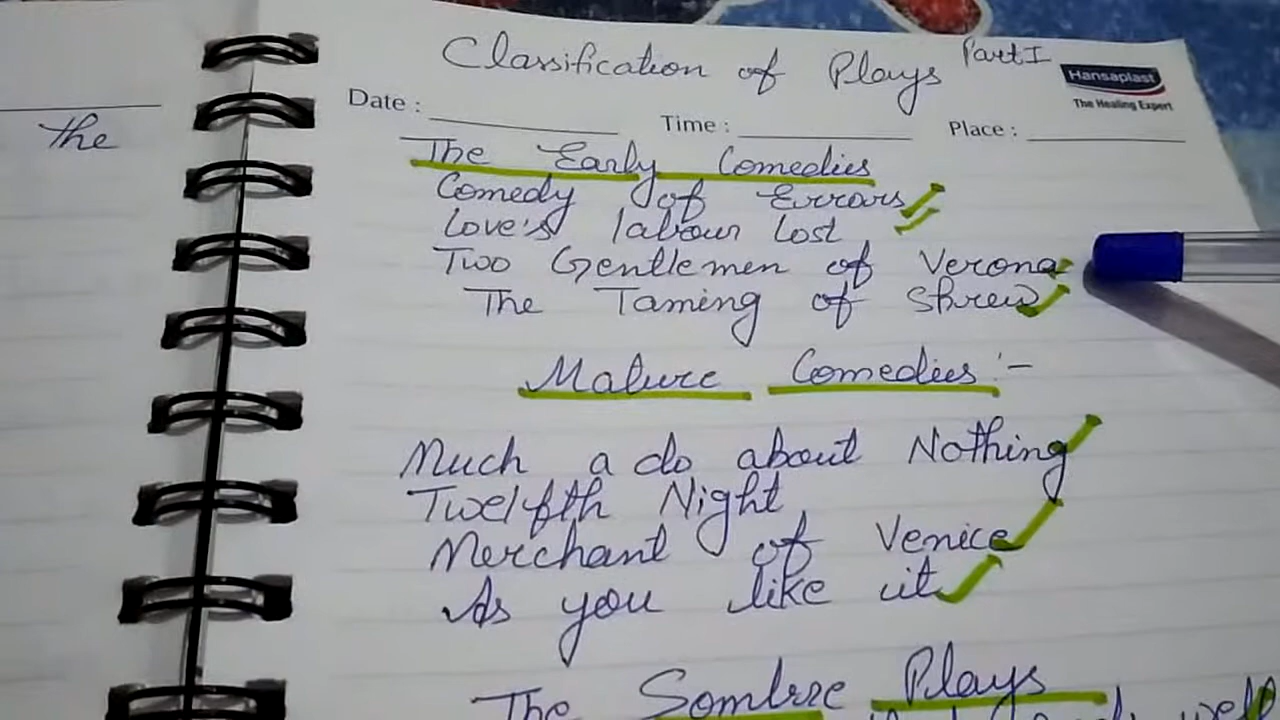 Classification of Plays Part I
Hansaplast
The Healing Expert
Date : Time : Place :
the
The Early Comedies
Comedy of Errors
Love's labour Lost
Two Gentlemen of Verona
The Taming of Shrew
Mature Comedies :-
Much a do about Nothing
Twelfth Night
Merchant of Venice
As you like it
The Sombre Plays
well